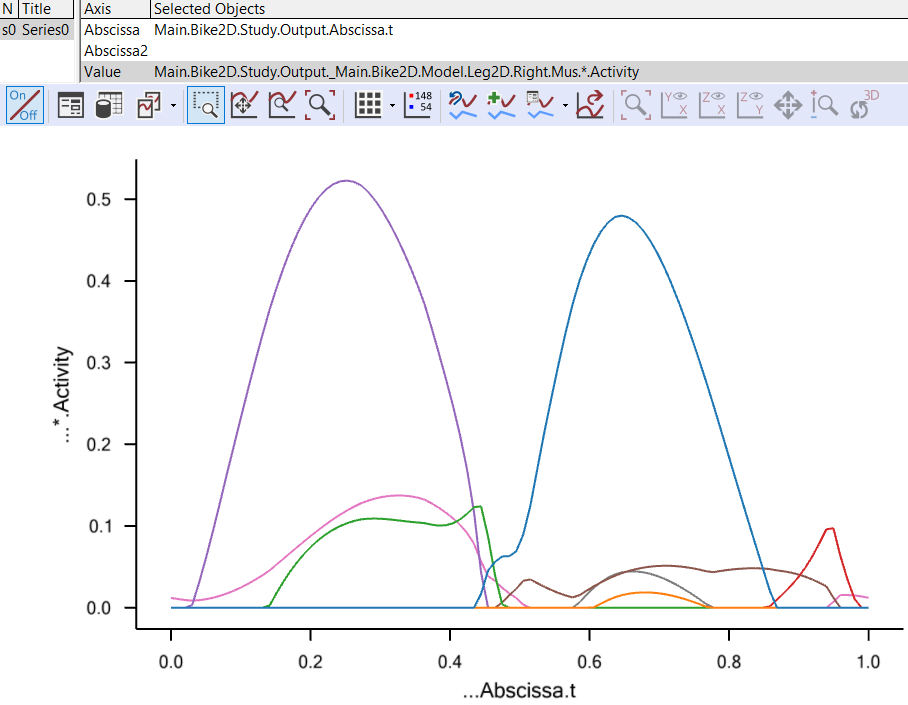 N Title Axis Selected Objects
s0 Series0 Abscissa Main.Bike2D.Study.Output.Abscissa.t
Abscissa2
Value Main.Bike2D.Study.Output._Main.Bike2D.Model.Leg2D.Right.Mus.*.Activity
On Off 148 54 Y X Z X Z Y 3D
0.5
0.4
0.3
0.2
0.1
0.0
...*.Activity
0.0 0.2 0.4 0.6 0.8 1.0
...Abscissa.t